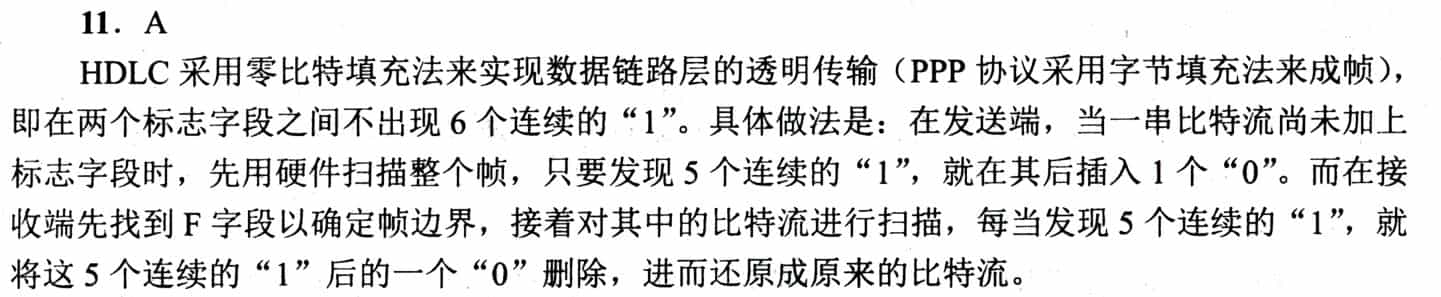 11．A
HDLC 采用零比特填充法来实现数据链路层的透明传输（PPP 协议采用字节填充法来成帧），
即在两个标志字段之间不出现 6 个连续的“1”。具体做法是：在发送端，当一串比特流尚未加上
标志字段时，先用硬件扫描整个帧，只要发现 5 个连续的“1”，就在其后插入 1 个“0”。而在接
收端先找到 F 字段以确定帧边界，接着对其中的比特流进行扫描，每当发现 5 个连续的“1”，就
将这 5 个连续的“1”后的一个“0”删除，进而还原成原来的比特流。